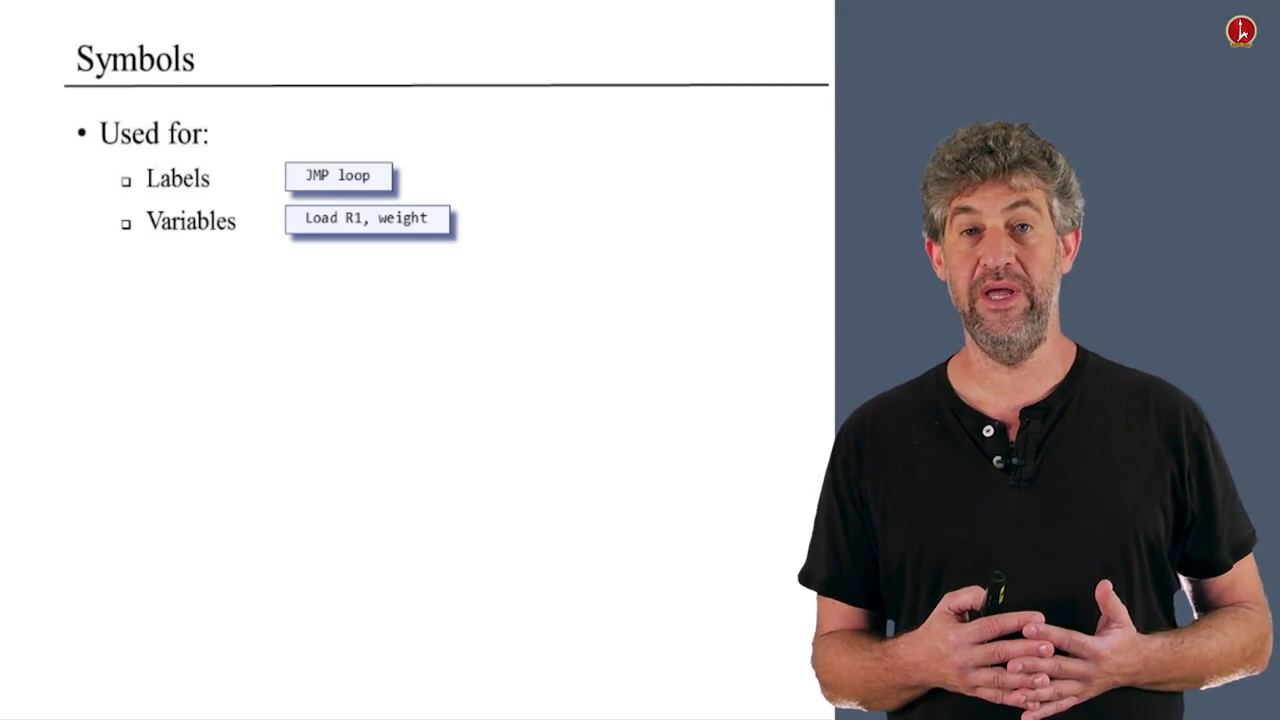 Symbols
• Used for:
❑ Labels
JMP loop
❑ Variables
Load R1, weight